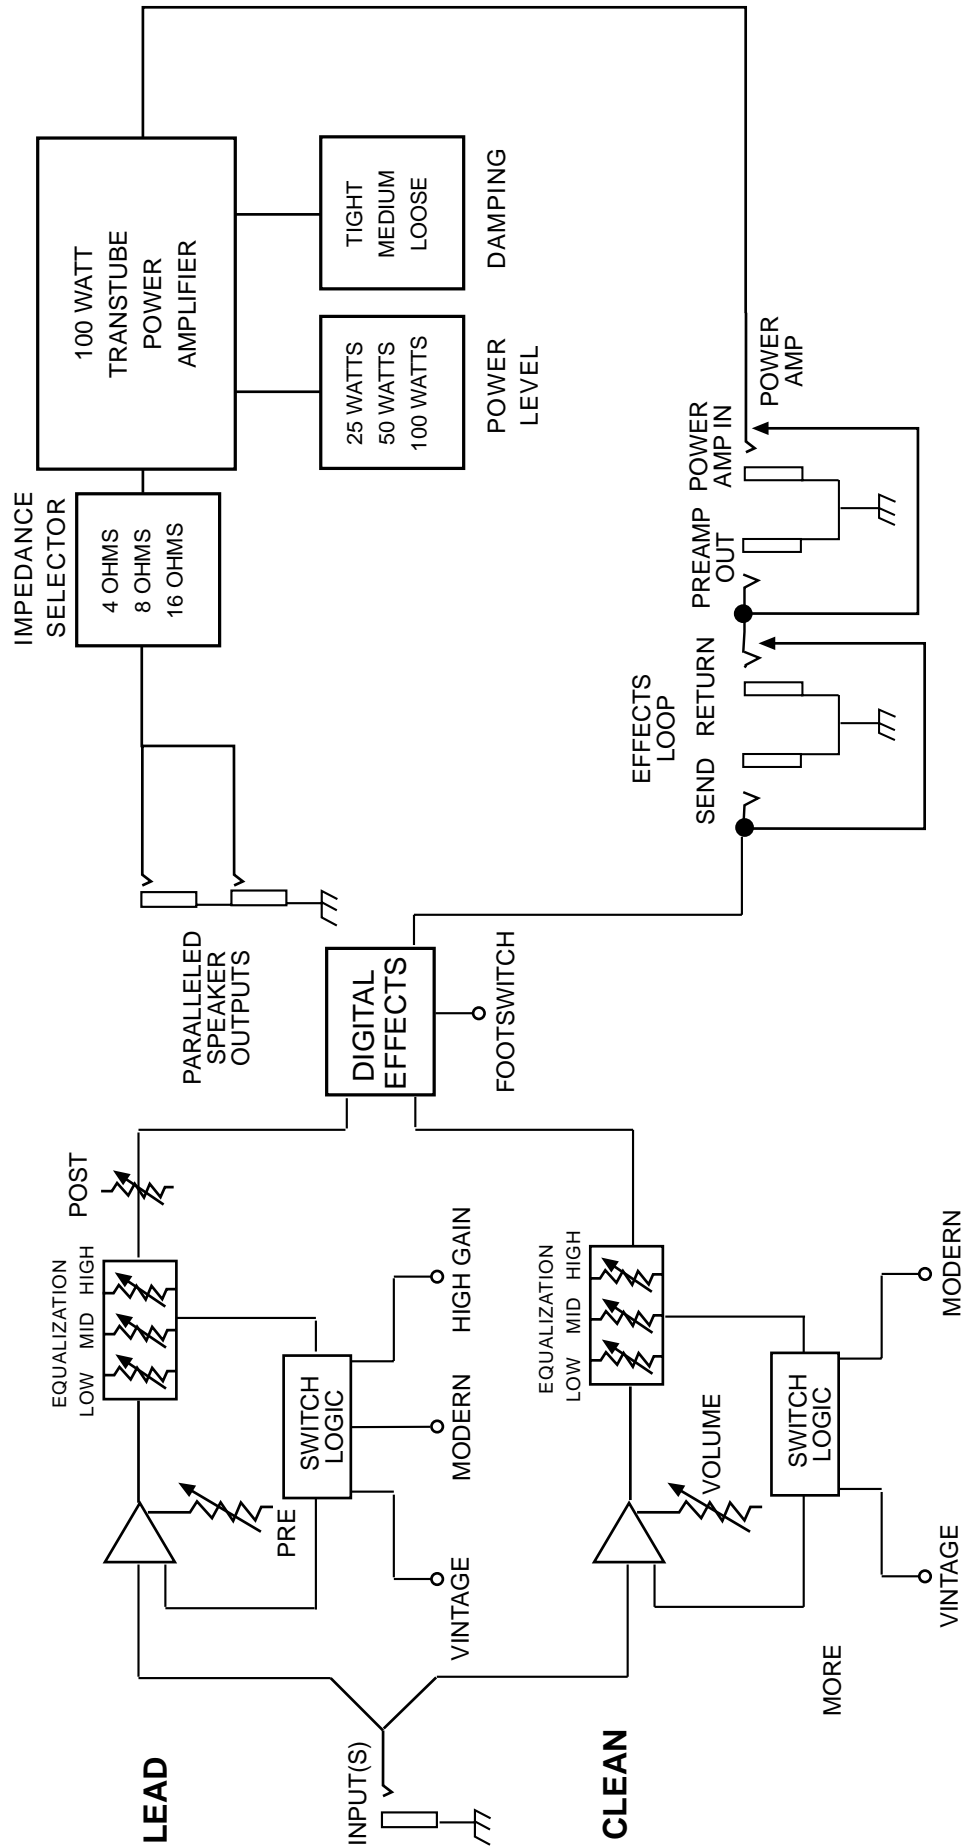 LEAD
INPUT(S)
CLEAN
PRE
POST
EQUALIZATION
LOW MID HIGH
SWITCH
LOGIC
VINTAGE
MODERN
HIGH GAIN
EQUALIZATION
LOW MID HIGH
VOLUME
SWITCH
LOGIC
MORE
VINTAGE
MODERN
DIGITAL
EFFECTS
FOOTSWITCH
PARALLELED
SPEAKER
OUTPUTS
IMPEDANCE
SELECTOR
4 OHMS
8 OHMS
16 OHMS
100 WATT
TRANSTUBE
POWER
AMPLIFIER
25 WATTS
50 WATTS
100 WATTS
POWER
LEVEL
TIGHT
MEDIUM
LOOSE
DAMPING
EFFECTS
LOOP
SEND RETURN
PREAMP
OUT
POWER
AMP IN
POWER
AMP